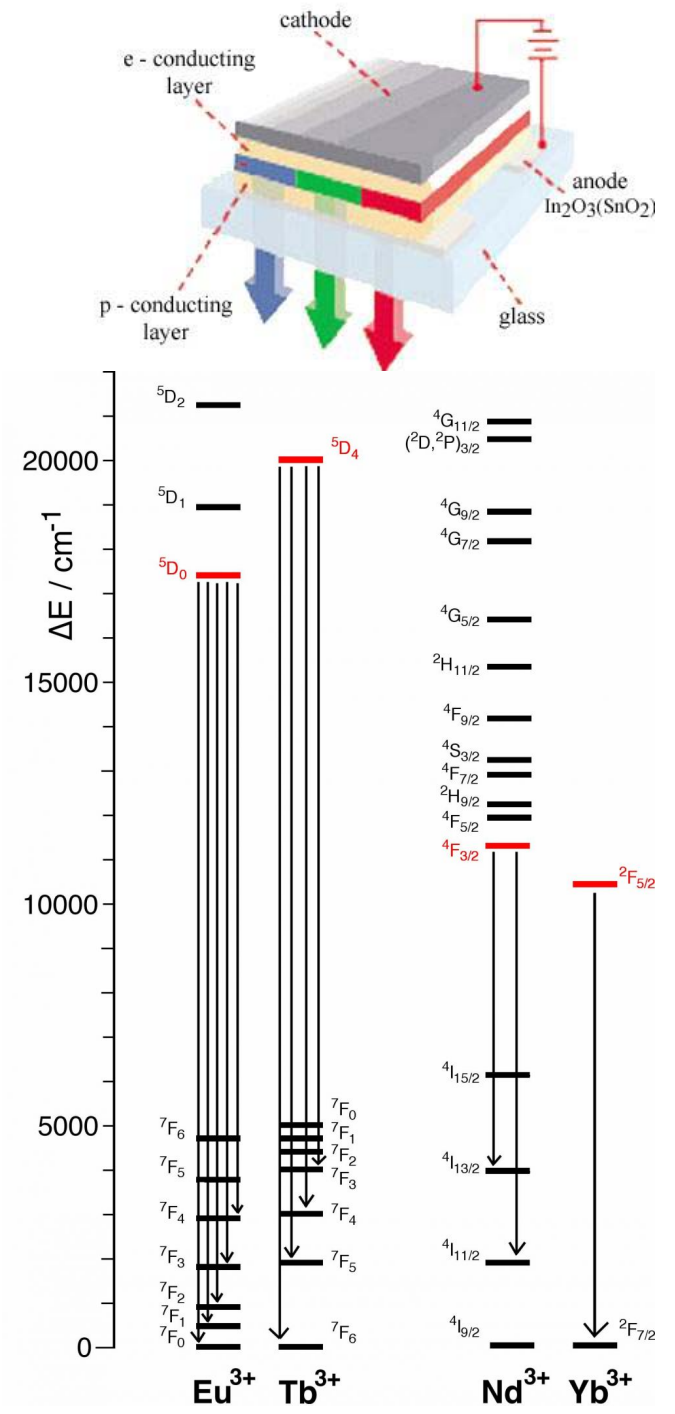 cathode
e - conducting
layer
anode
In₂O₃(SnO₂)
p - conducting
layer
glass
ΔE / cm⁻¹
20000
15000
10000
5000
0
⁵D₂
⁵D₁
⁵D₀
⁷F₆
⁷F₅
⁷F₄
⁷F₃
⁷F₂
⁷F₁
⁷F₀
Eu³⁺
⁵D₄
⁷F₀
⁷F₁
⁷F₂
⁷F₃
⁷F₄
⁷F₅
⁷F₆
Tb³⁺
⁴G₁₁/₂
(²D,²P)₃/₂
⁴G₉/₂
⁴G₇/₂
⁴G₅/₂
²H₁₁/₂
⁴F₉/₂
⁴S₃/₂
⁴F₇/₂
²H₉/₂
⁴F₅/₂
⁴F₃/₂
⁴I₁₅/₂
⁴I₁₃/₂
⁴I₁₁/₂
⁴I₉/₂
Nd³⁺
²F₅/₂
²F₇/₂
Yb³⁺